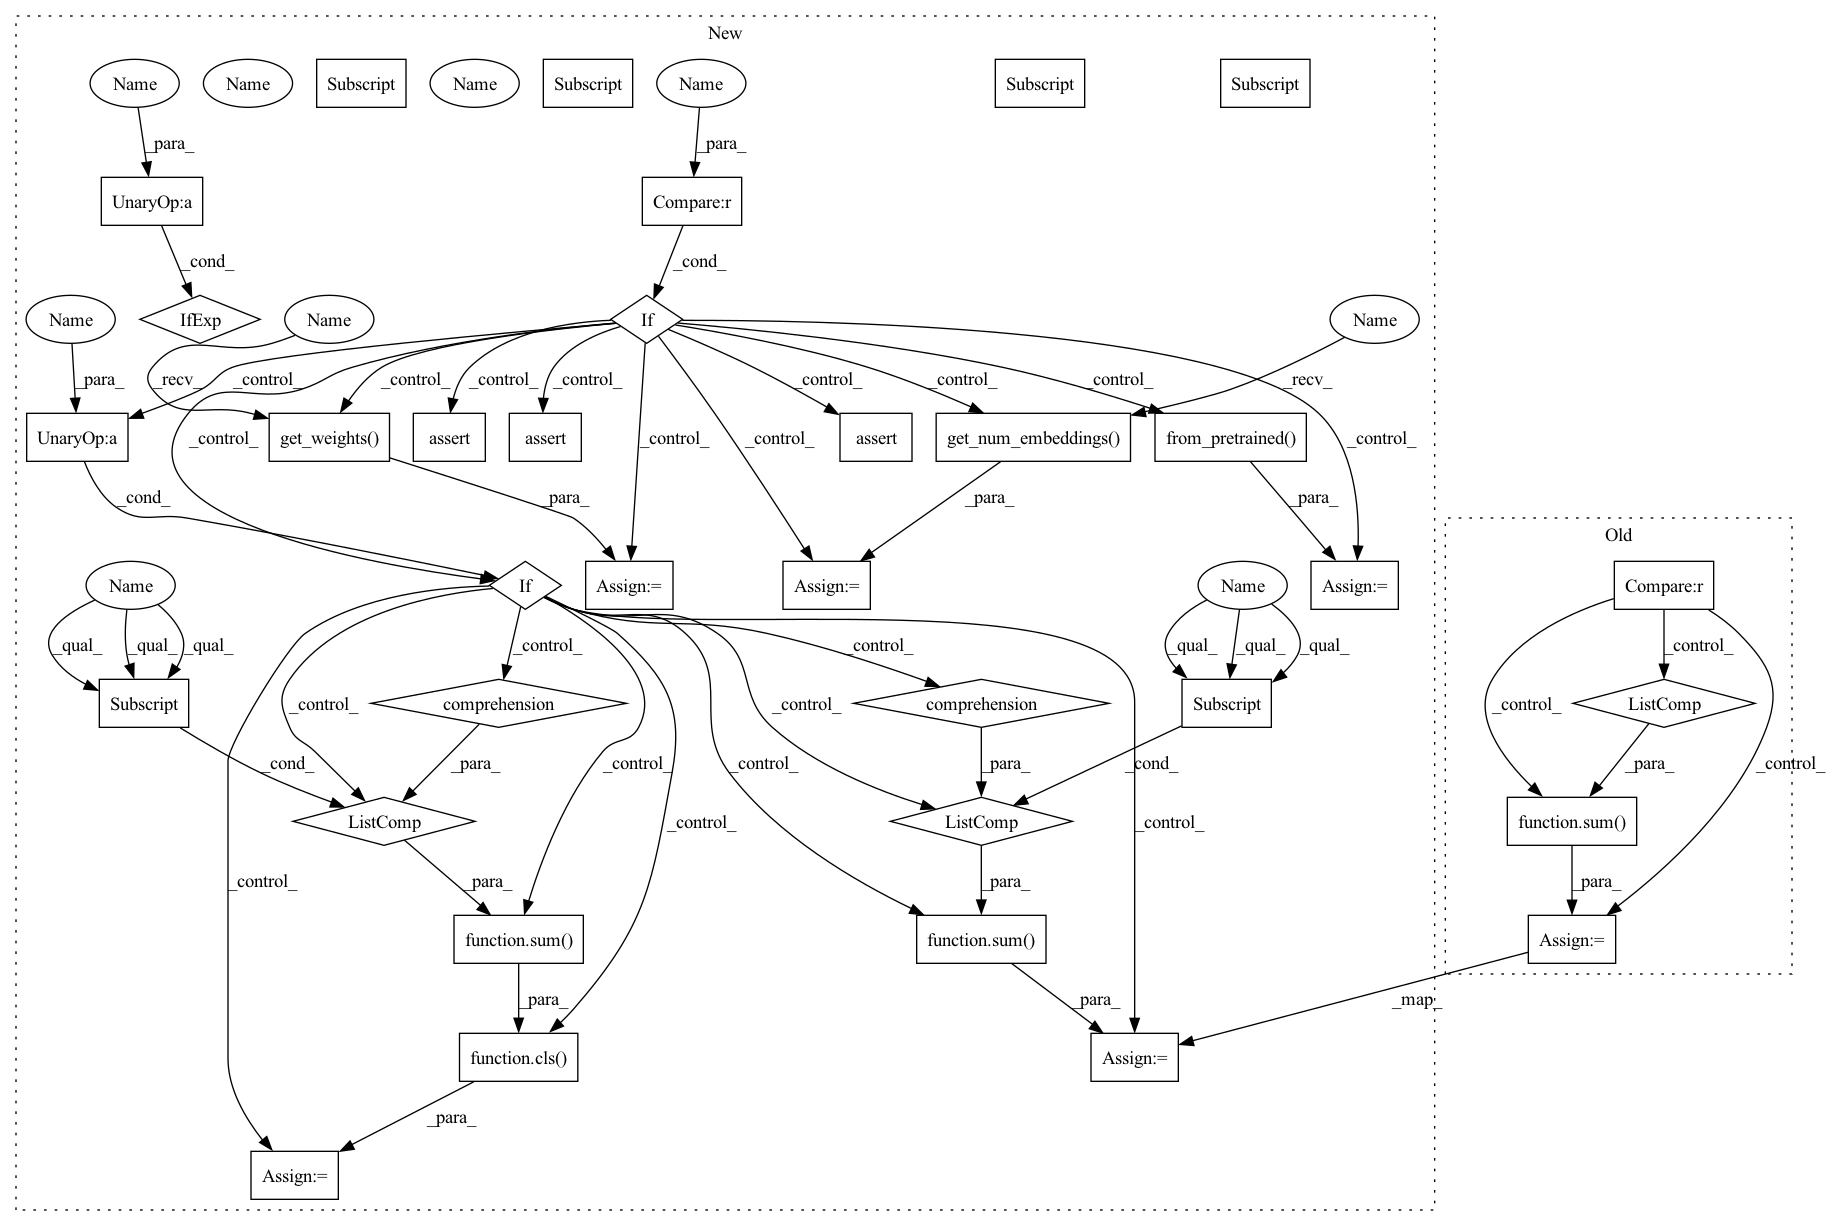 New
Name
Name
Subscript
Name
Subscript
Name
Subscript
Subscript
_para_
_para_
UnaryOp:a
Compare:r
_cond_
_cond_
Name
IfExp
Name
If
Name
_para_
_recv_
_control_
_control_
_control_
_control_
_control_
_control_
_control_
_recv_
UnaryOp:a
_control_
get_weights()
assert
assert
_control_
_control_
assert
get_num_embeddings()
from_pretrained()
_control_
_cond_
_para_
_para_
_para_
Old
Name
If
Assign:=
Assign:=
Name
Assign:=
Compare:r
_qual_
_qual_
_qual_
_control_
_control_
_qual_
_qual_
_qual_
_control_
Subscript
_control_
comprehension
_control_
comprehension
Subscript
_control_
ListComp
_cond_
_para_
_control_
_control_
_para_
_cond_
_para_
_control_
ListComp
_control_
ListComp
_control_
function.sum()
_control_
_para_
_para_
_para_
function.sum()
function.sum()
Assign:=
_para_
_para_
_map_
function.cls()
Assign:=
_para_
Assign:=